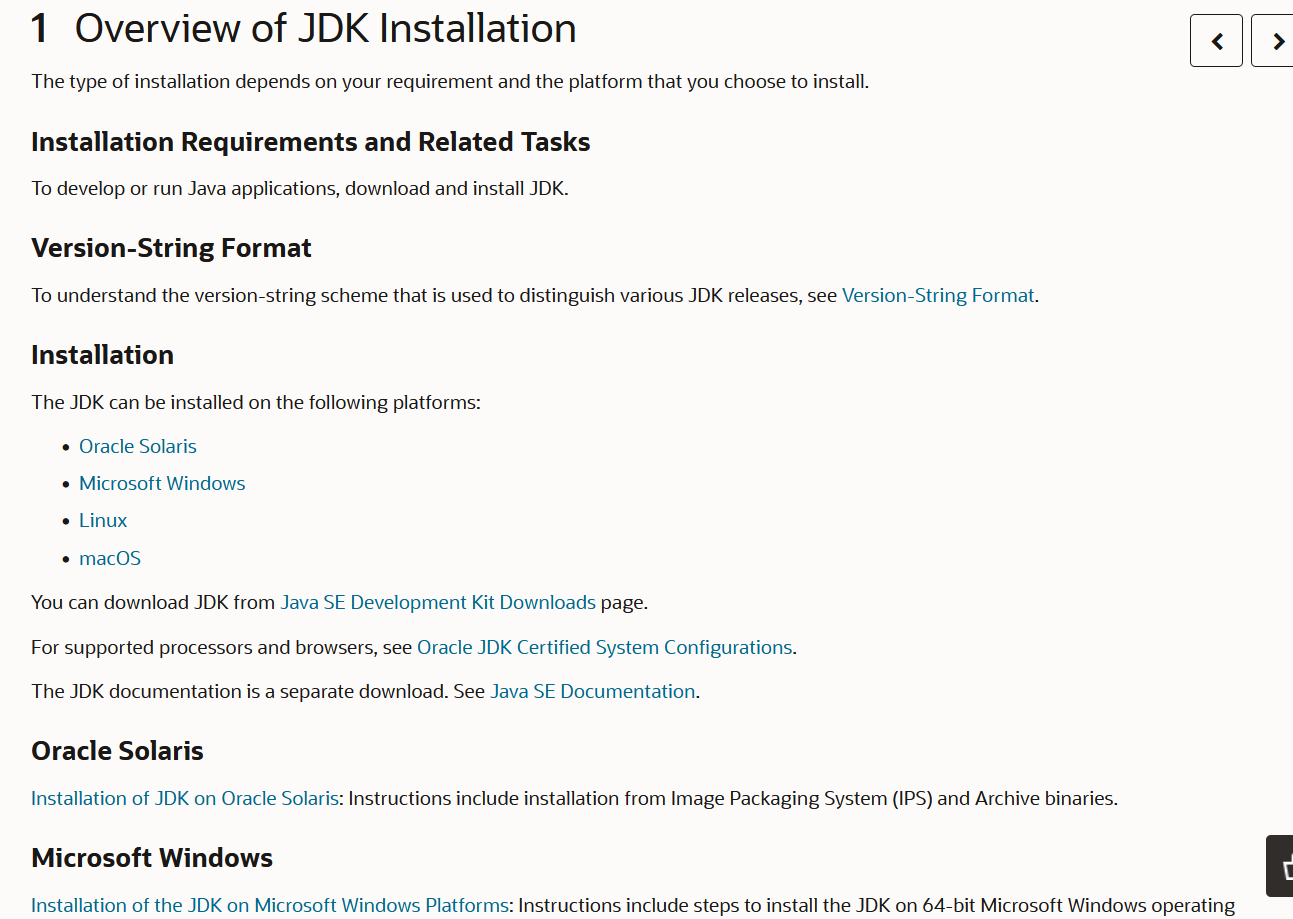 1 Overview of JDK Installation
The type of installation depends on your requirement and the platform that you choose to install.
Installation Requirements and Related Tasks
To develop or run Java applications, download and install JDK.
Version-String Format
To understand the version-string scheme that is used to distinguish various JDK releases, see Version-String Format.
Installation
The JDK can be installed on the following platforms:
• Oracle Solaris
• Microsoft Windows
• Linux
• macOS
You can download JDK from Java SE Development Kit Downloads page.
For supported processors and browsers, see Oracle JDK Certified System Configurations.
The JDK documentation is a separate download. See Java SE Documentation.
Oracle Solaris
Installation of JDK on Oracle Solaris: Instructions include installation from Image Packaging System (IPS) and Archive binaries.
Microsoft Windows
Installation of the JDK on Microsoft Windows Platforms: Instructions include steps to install the JDK on 64-bit Microsoft Windows operating